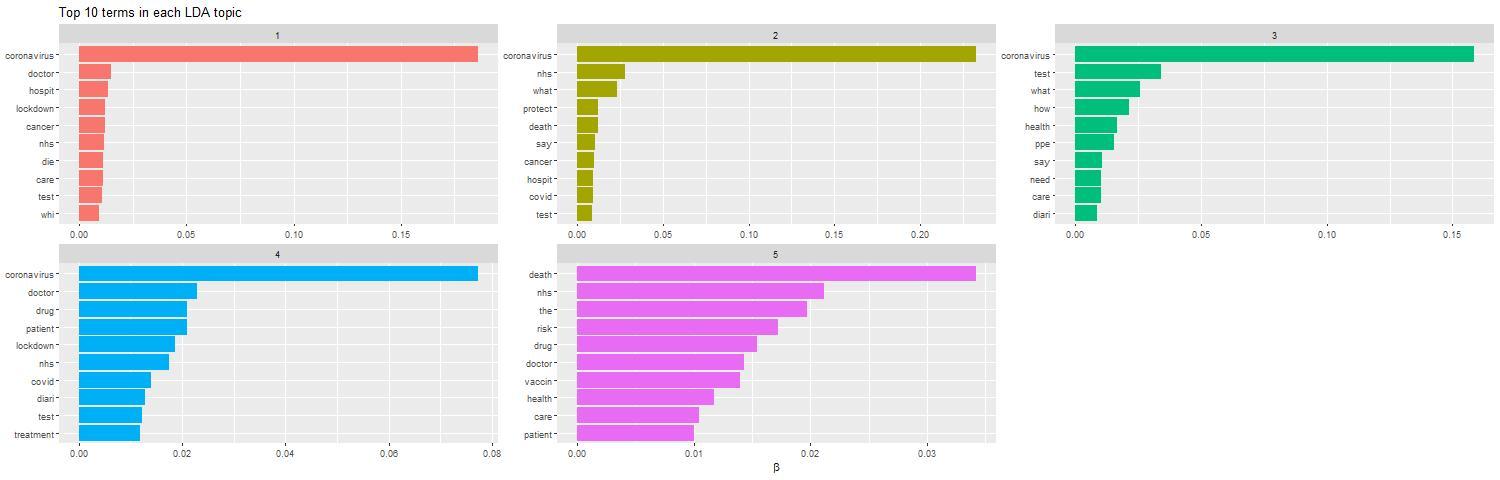 Top 10 terms in each LDA topic
1
coronavirus
doctor
hospit
lockdown
cancer
nhs
die
care
test
whi
0.00 0.05 0.10 0.15
2
coronavirus
nhs
what
protect
death
say
cancer
hospit
covid
test
0.00 0.05 0.10 0.15 0.20
3
coronavirus
test
what
how
health
ppe
say
need
care
diari
0.00 0.05 0.10 0.15
4
coronavirus
doctor
drug
patient
lockdown
nhs
covid
diari
test
treatment
0.00 0.02 0.04 0.06 0.08
5
death
nhs
the
risk
drug
doctor
vaccin
health
care
patient
0.00 0.01 0.02 0.03
β